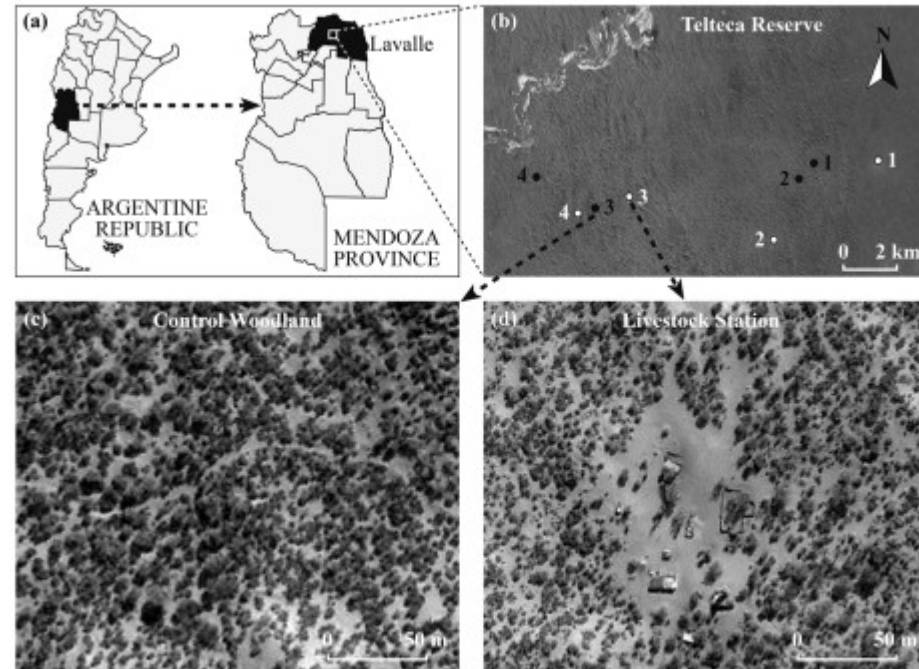 (a)
Lavalle
ARGENTINE
REPUBLIC
MENDOZA
PROVINCE
(b)
Telteca Reserve
N
1
1
2
4
3
3
4
2
0 2 km
(c)
Control Woodland
0 50 m
(d)
Livestock Station
0 50 m